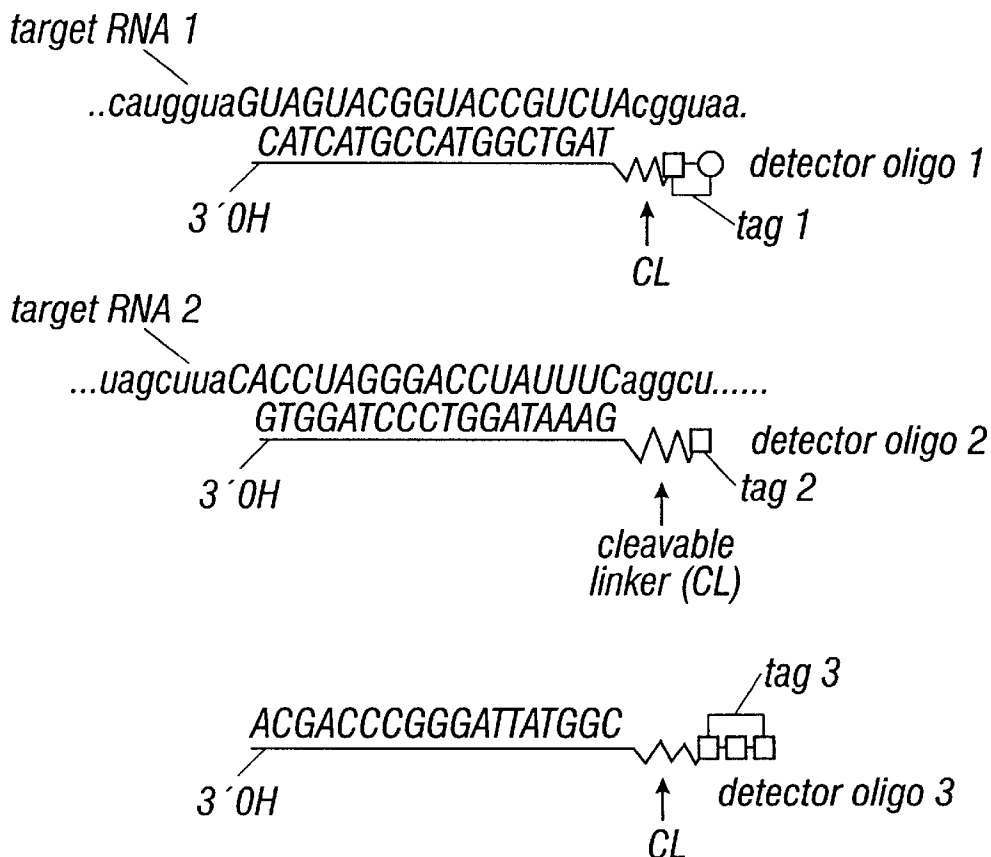 target RNA 1
..caugguaGUAGUACGGUACCGUCUAcgguaa.
CATCATGCCATGGCTGAT
detector oligo 1
3´OH
tag 1
CL
target RNA 2
...uagcuuaCACCUAGGGACCUAUUUCaggcu......
GTGGATCCCTGGATAAAG
detector oligo 2
3´OH
tag 2
cleavable
linker (CL)
tag 3
ACGACCCGGGATTATGGC
3´OH
detector oligo 3
CL